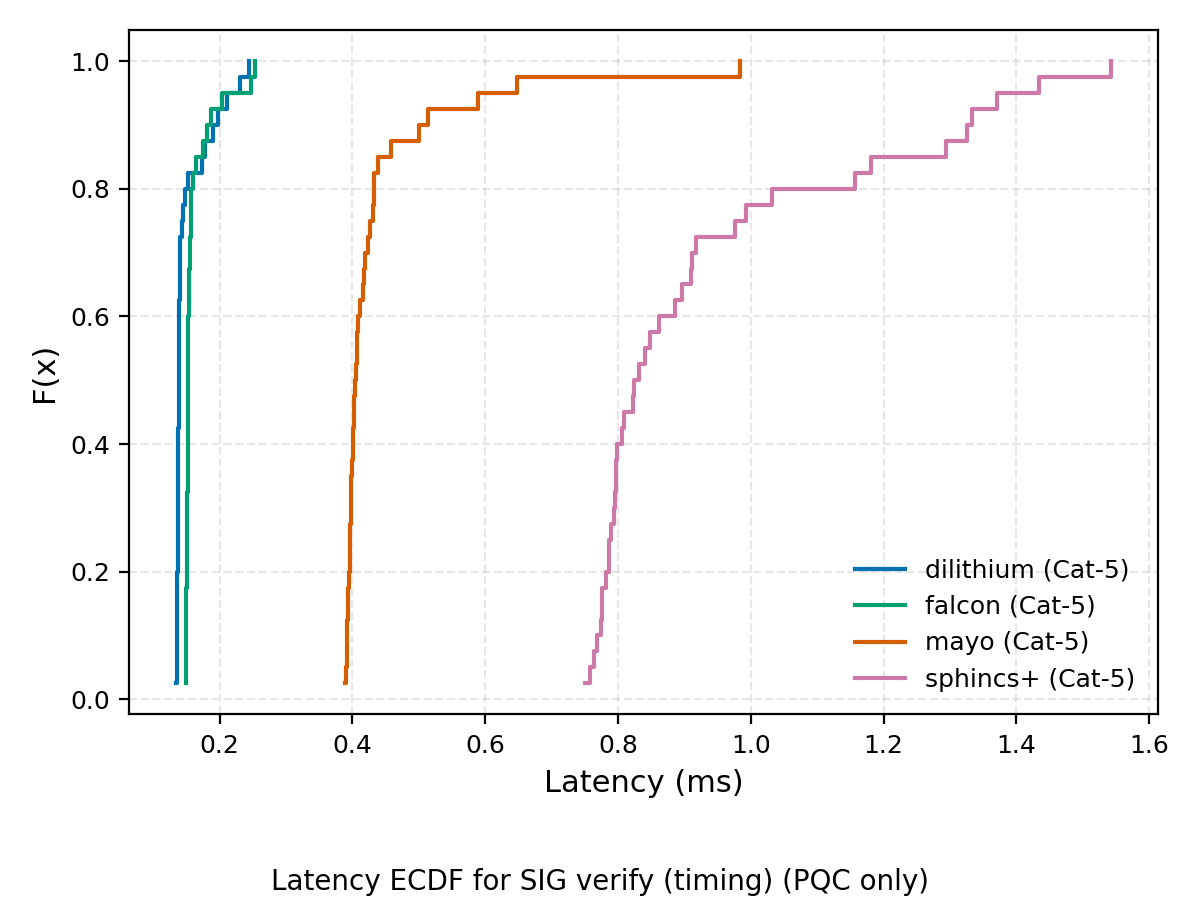 1.0
0.8
0.6
0.4
0.2
0.0
F(x)
dilithium (Cat-5)
falcon (Cat-5)
mayo (Cat-5)
sphincs+ (Cat-5)
0.2 0.4 0.6 0.8 1.0 1.2 1.4 1.6
Latency (ms)
Latency ECDF for SIG verify (timing) (PQC only)